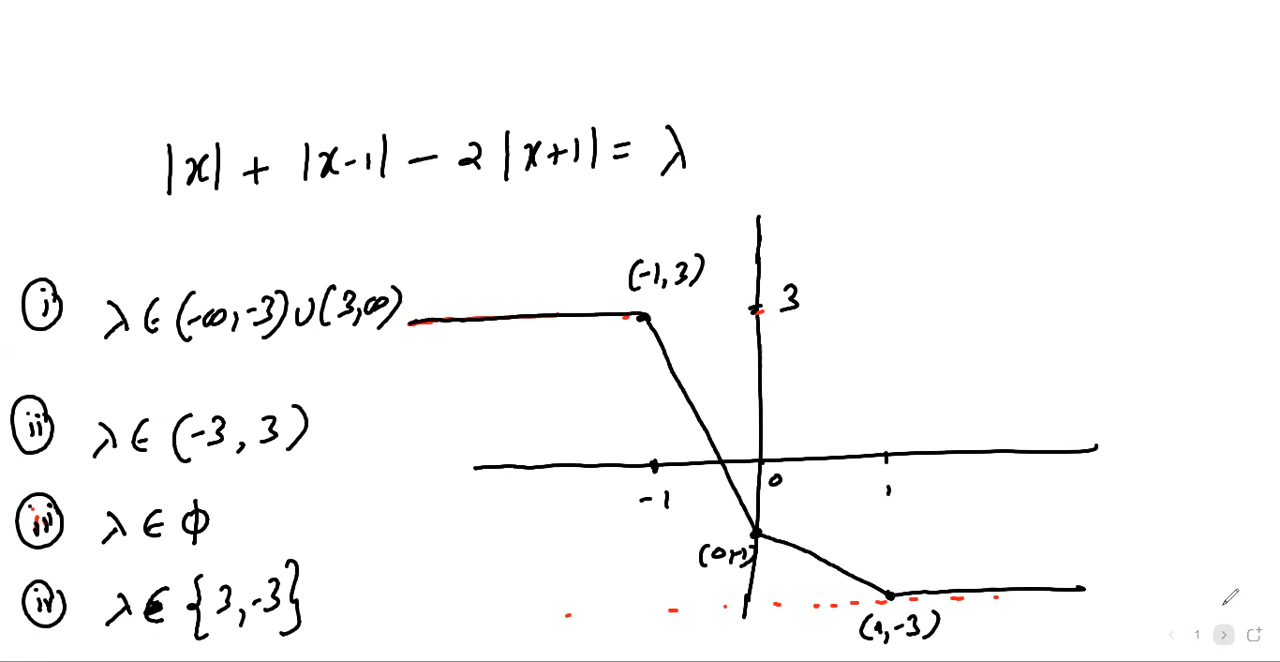 |x| + |x-1| - 2 |x+1| = λ
(i) λ ∈ (-∞, -3) ∪ (3, ∞)
(ii) λ ∈ (-3, 3)
(iii) λ ∈ ϕ
(iv) λ ∈ {3, -3}
(-1, 3)
3
-1
0
1
(0,-1)
(1, -3)
1